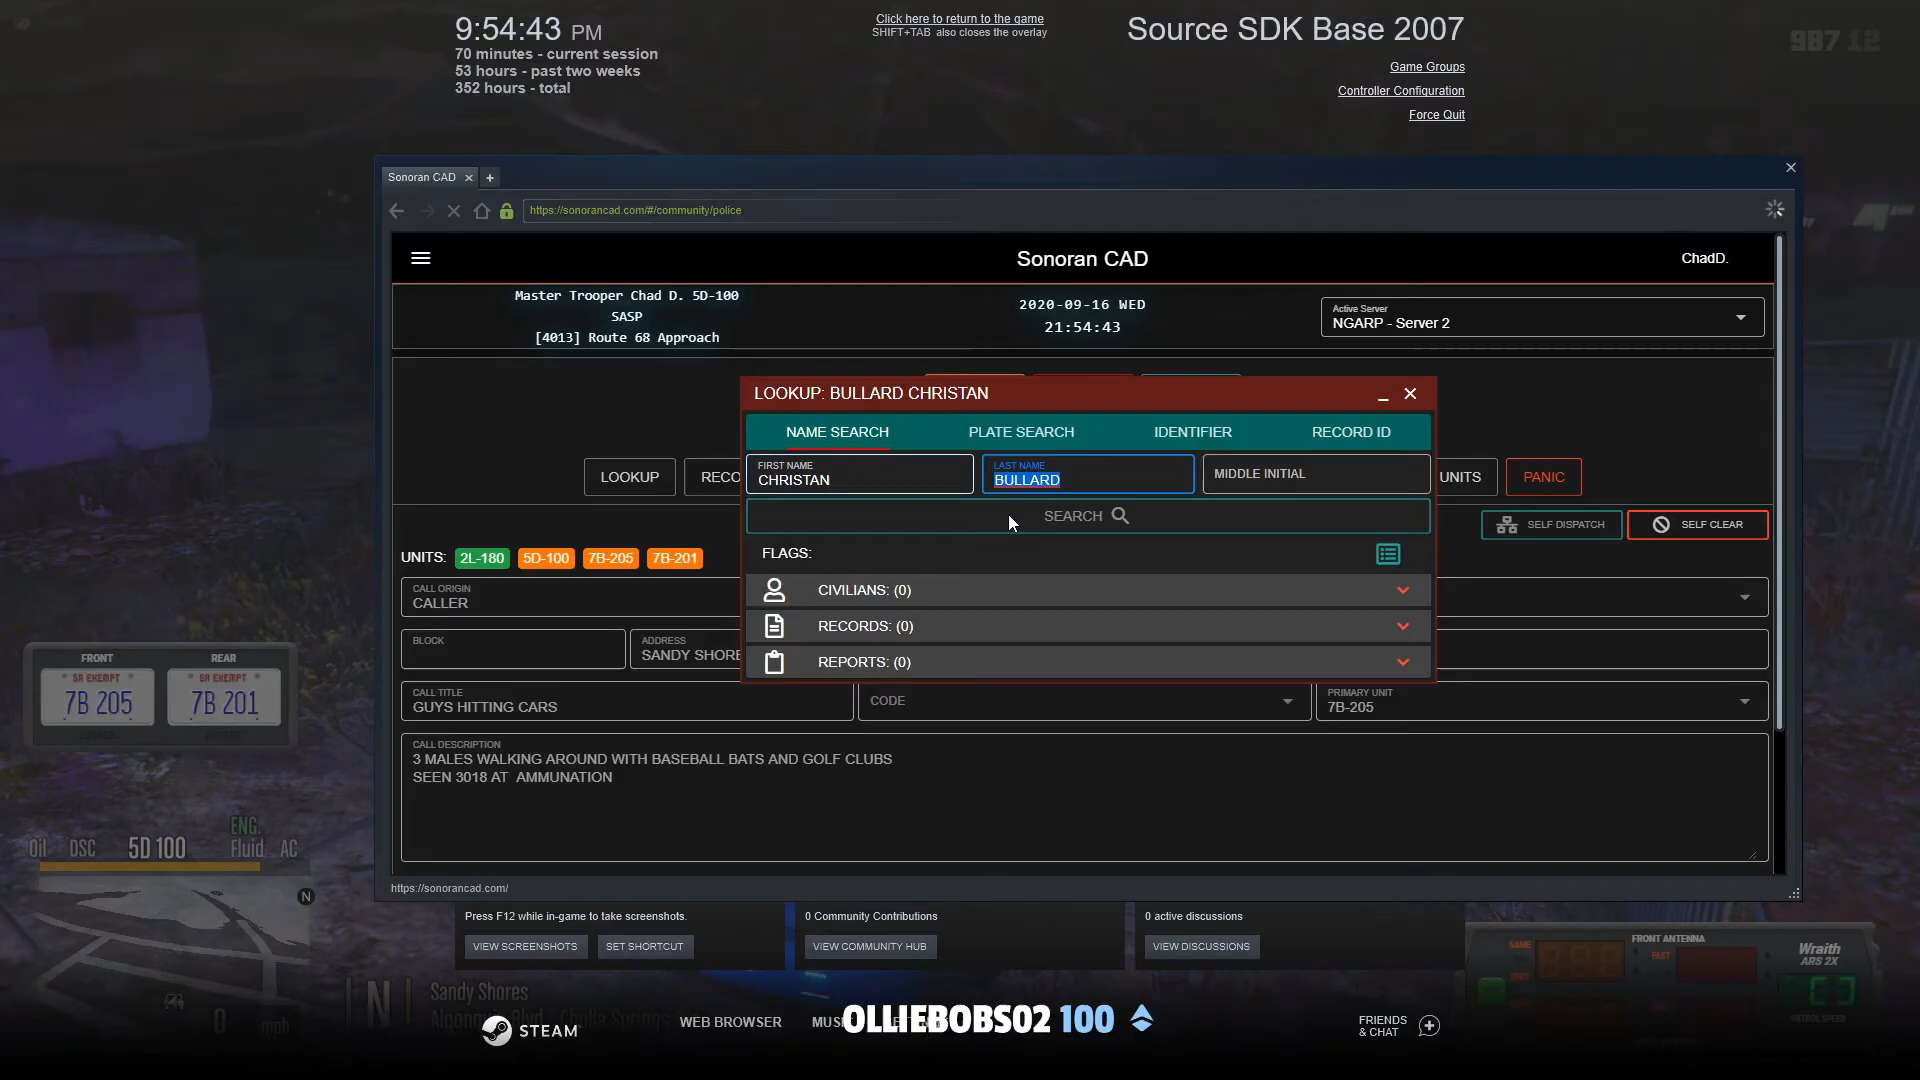 9:54:43 PM
70 minutes - current session
53 hours - past two weeks
352 hours - total
Click here to return to the game
SHIFT+TAB also closes the overlay
Source SDK Base 2007
Game Groups
Controller Configuration
Force Quit
987 12
Sonoran CAD
https://sonorancad.com/#/community/police
Sonoran CAD
ChadD.
Master Trooper Chad D. 5D-100
SASP
[4013] Route 68 Approach
2020-09-16 WED
21:54:43
Active Server
NGARP - Server 2
LOOKUP: BULLARD CHRISTAN
NAME SEARCH
PLATE SEARCH
IDENTIFIER
RECORD ID
FIRST NAME
CHRISTAN
LAST NAME
BULLARD
MIDDLE INITIAL
LOOKUP
RECO
UNITS
PANIC
SEARCH
SELF DISPATCH
SELF CLEAR
FLAGS:
CIVILIANS: (0)
RECORDS: (0)
REPORTS: (0)
UNITS: 2L-180 5D-100 7B-205 7B-201
CALL ORIGIN
CALLER
BLOCK
ADDRESS
SANDY SHORE
CALL TITLE
GUYS HITTING CARS
CODE
PRIMARY UNIT
7B-205
CALL DESCRIPTION
3 MALES WALKING AROUND WITH BASEBALL BATS AND GOLF CLUBS
SEEN 3018 AT AMMUNATION
FRONT
REAR
SA EXEMPT
7B 205
SA EXEMPT
7B 201
Oil DSC 5D 100 ENG. Fluid AC
N
0 mph
https://sonorancad.com/
Press F12 while in-game to take screenshots.
VIEW SCREENSHOTS
SET SHORTCUT
0 Community Contributions
VIEW COMMUNITY HUB
0 active discussions
VIEW DISCUSSIONS
N
Sandy Shores
STEAM
WEB BROWSER
OLLIEBOBS02 100
FRIENDS
& CHAT
SAME
FAST
FRONT ANTENNA
Wraith
ARS 2X
PATROL SPEED